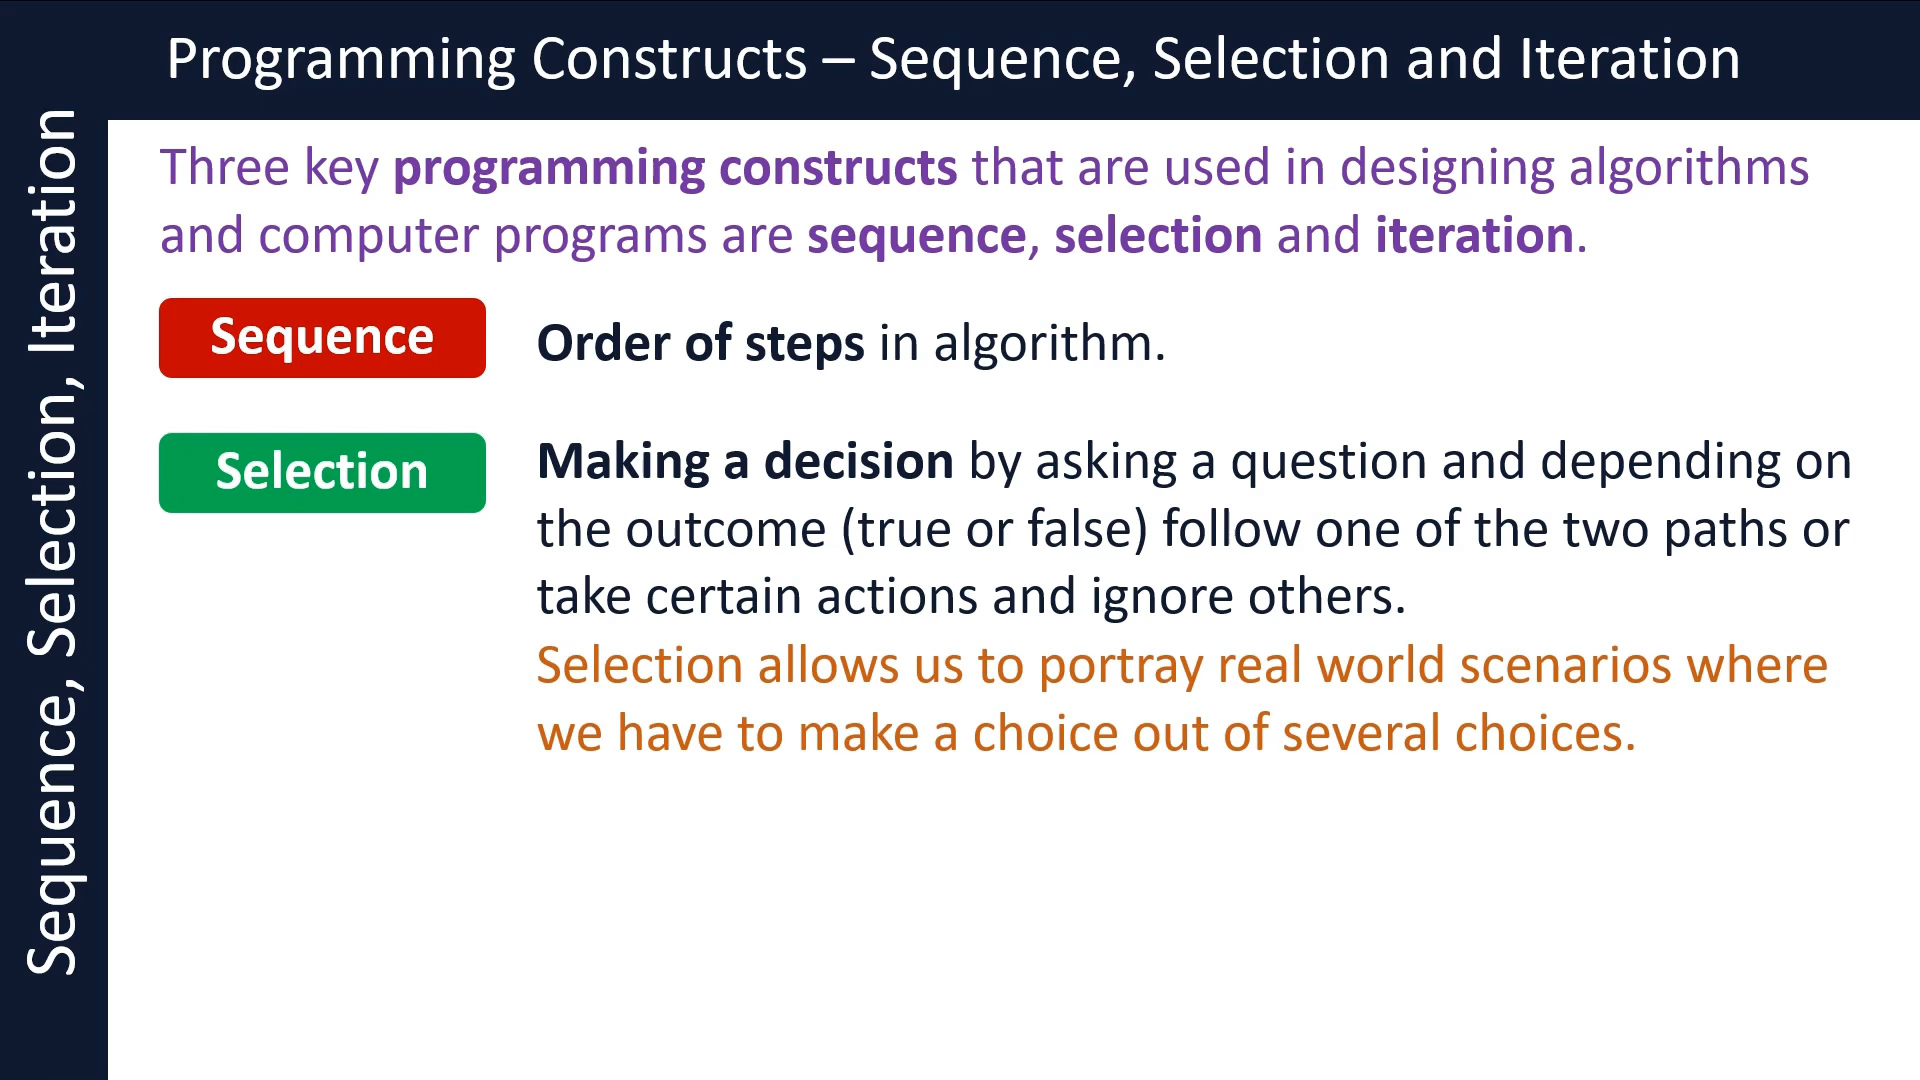 Programming Constructs – Sequence, Selection and Iteration
Sequence, Selection, Iteration
Three key programming constructs that are used in designing algorithms
and computer programs are sequence, selection and iteration.
Sequence
Order of steps in algorithm.
Selection
Making a decision by asking a question and depending on
the outcome (true or false) follow one of the two paths or
take certain actions and ignore others.
Selection allows us to portray real world scenarios where
we have to make a choice out of several choices.